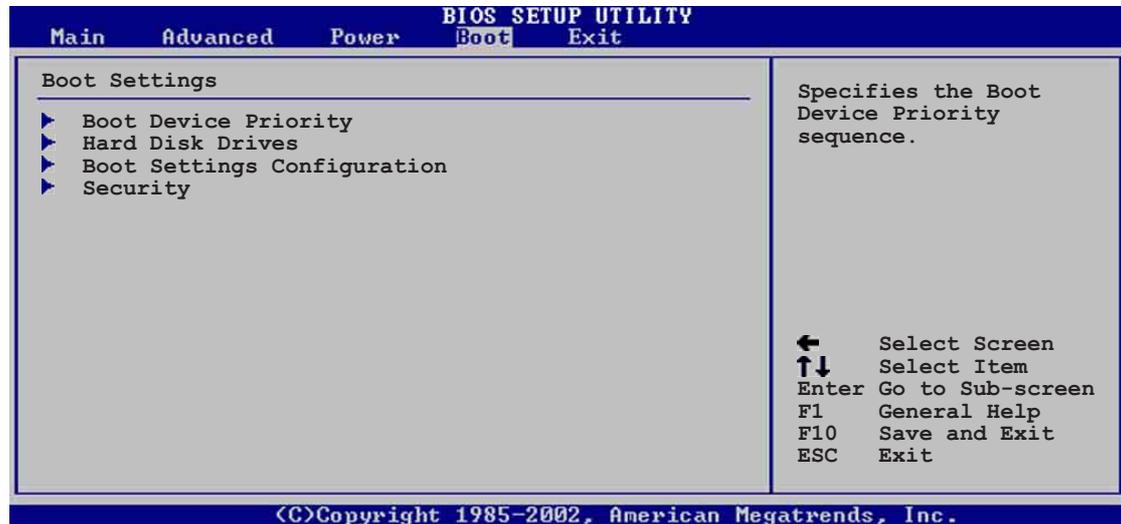 BIOS SETUP UTILITY
Main Advanced Power Boot Exit
Boot Settings
Boot Device Priority
Hard Disk Drives
Boot Settings Configuration
Security
Specifies the Boot
Device Priority
sequence.
← Select Screen
↑↓ Select Item
Enter Go to Sub-screen
F1 General Help
F10 Save and Exit
ESC Exit
(C)Copyright 1985-2002, American Megatrends, Inc.